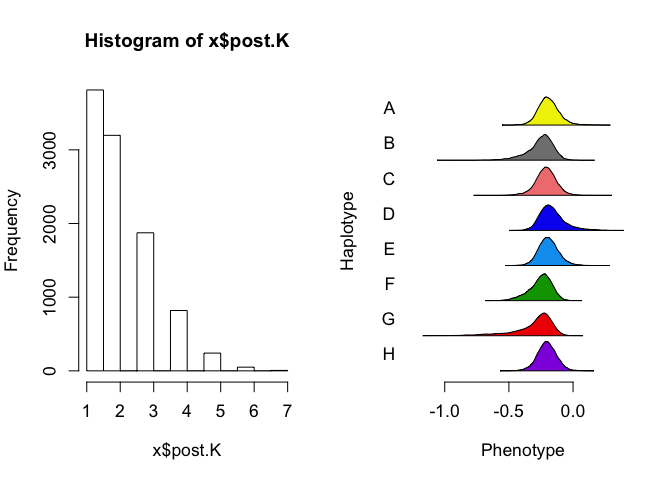 Histogram of x$post.K
Frequency
0
1000
2000
3000
1 2 3 4 5 6 7
x$post.K
Haplotype
A
B
C
D
E
F
G
H
-1.0 -0.5 0.0
Phenotype